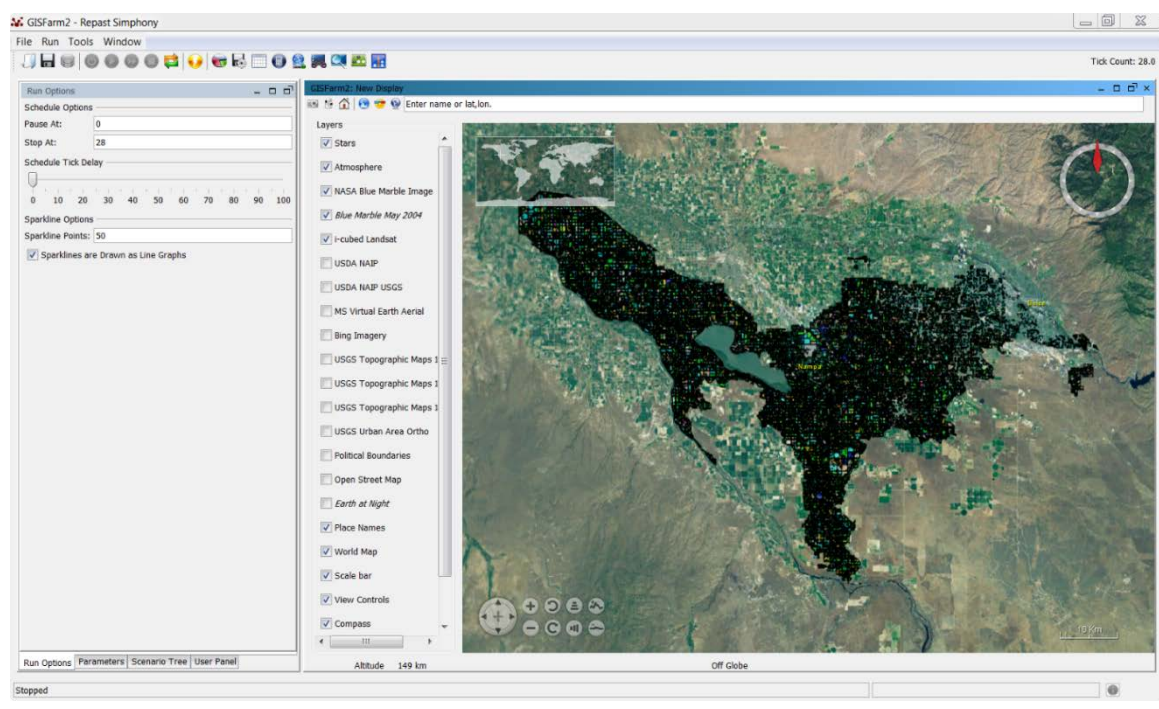 GISFarm2 - Repast Simphony
File Run Tools Window
Tick Count: 28.0
Run Options
Schedule Options
Pause At: 0
Stop At: 28
Schedule Tick Delay
0 10 20 30 40 50 60 70 80 90 100
Sparkline Options
Sparkline Points: 50
Sparklines are Drawn as Line Graphs
Run Options Parameters Scenario Tree User Panel
GISFarm2: New Display
Enter name or lat,lon.
Layers
Stars
Atmosphere
NASA Blue Marble Image
Blue Marble May 2004
i-cubed Landsat
USDA NAIP
USDA NAIP USGS
MS Virtual Earth Aerial
Bing Imagery
USGS Topographic Maps 1
USGS Topographic Maps 1
USGS Topographic Maps 1
USGS Urban Area Ortho
Political Boundaries
Open Street Map
Earth at Night
Place Names
World Map
Scale bar
View Controls
Compass
Nampa
10 Km
Altitude 149 km
Off Globe
Stopped